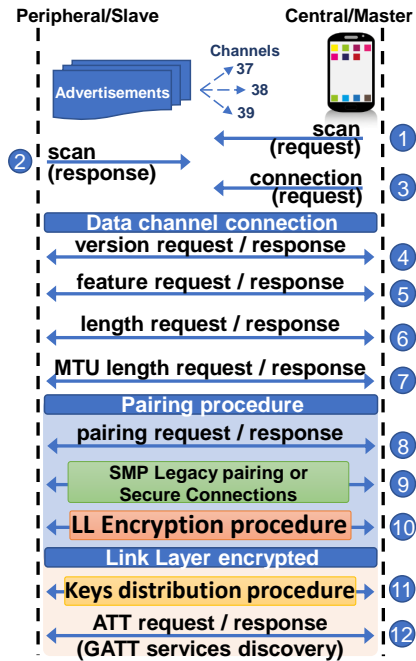 Peripheral/Slave
Central/Master
Channels
Advertisements
37
38
39
scan
(request)
1
2
scan
(response)
connection
(request)
3
Data channel connection
version request / response
4
feature request / response
5
length request / response
6
MTU length request / response
7
Pairing procedure
pairing request / response
8
SMP Legacy pairing or
Secure Connections
9
LL Encryption procedure
10
Link Layer encrypted
Keys distribution procedure
11
ATT request / response
(GATT services discovery)
12